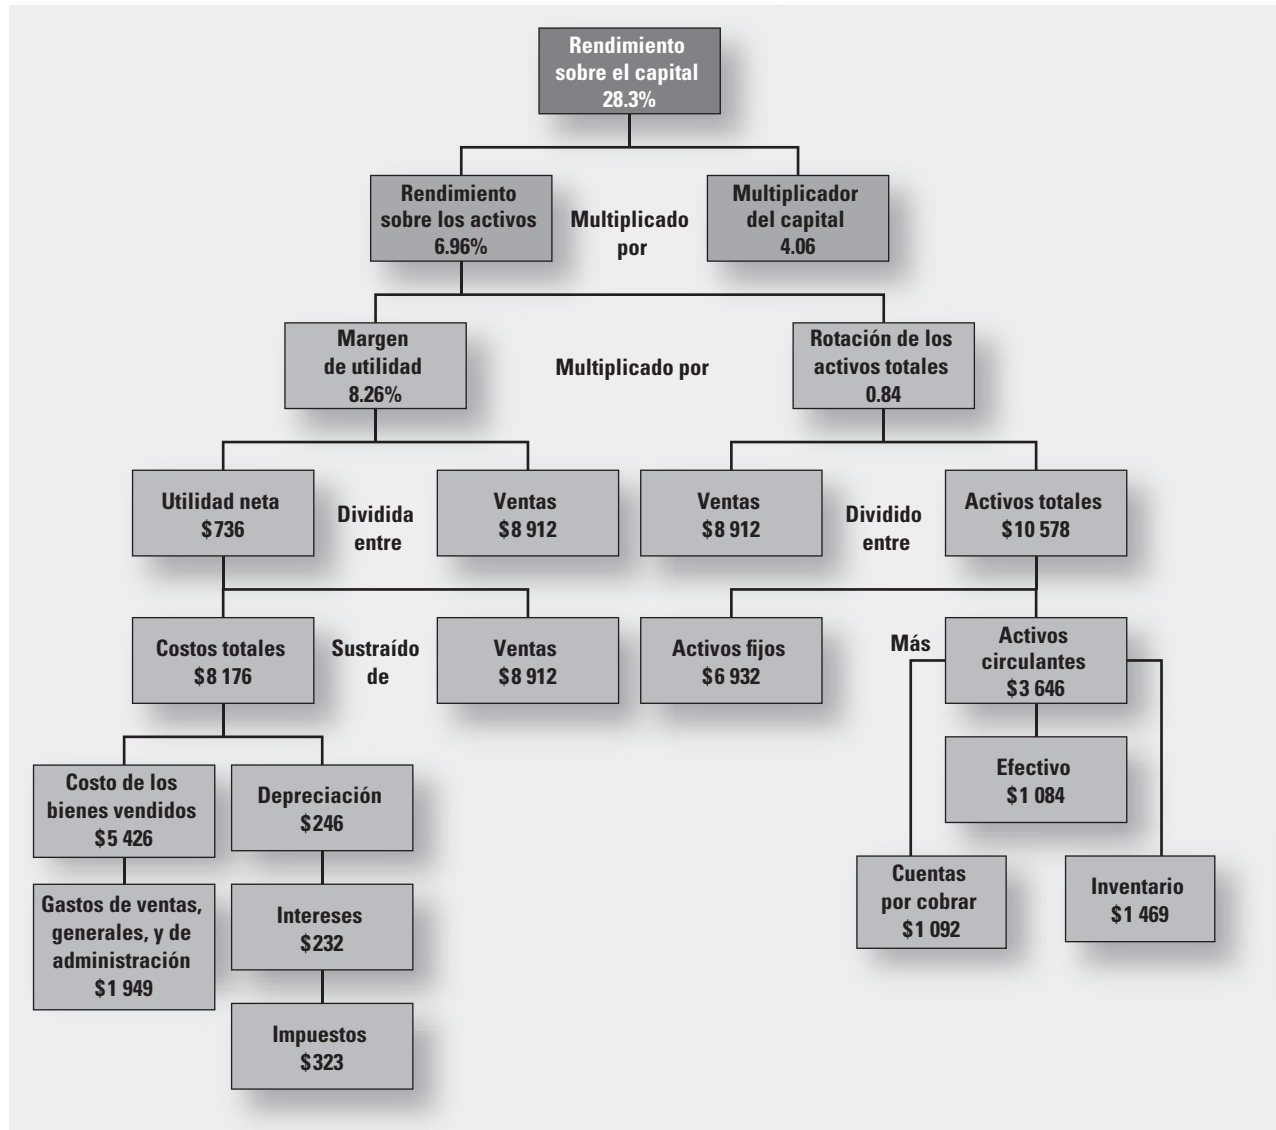 Rendimiento
sobre el capital
28.3%
Rendimiento
sobre los activos
6.96%
Multiplicado
por
Multiplicador
del capital
4.06
Margen
de utilidad
8.26%
Multiplicado por
Rotación de los
activos totales
0.84
Utilidad neta
$736
Dividida
entre
Ventas
$8 912
Ventas
$8 912
Dividido
entre
Activos totales
$10 578
Costos totales
$8 176
Sustraído
de
Ventas
$8 912
Activos fijos
$6 932
Más
Activos
circulantes
$3 646
Costo de los
bienes vendidos
$5 426
Depreciación
$246
Efectivo
$1 084
Gastos de ventas,
generales, y de
administración
$1 949
Intereses
$232
Cuentas
por cobrar
$1 092
Inventario
$1 469
Impuestos
$323